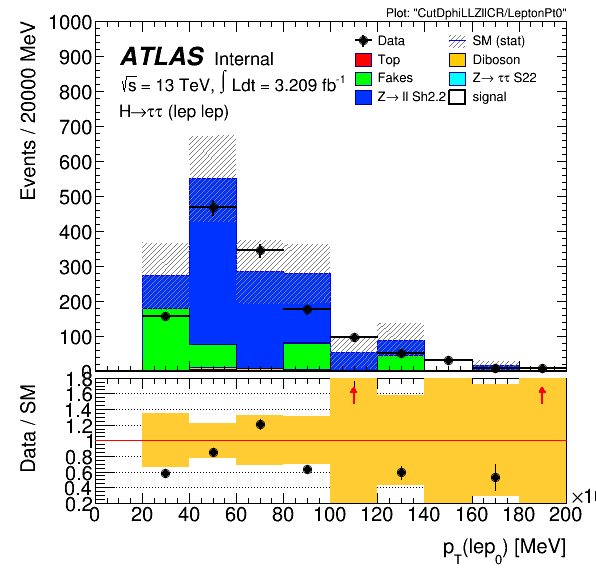 Plot: "CutDphiLLZllCR/LeptonPt0"
ATLAS Internal
√s = 13 TeV, ∫ Ldt = 3.209 fb⁻¹
H→ττ (lep lep)
Data
SM (stat)
Top
Diboson
Fakes
Z→ ττ S22
Z→ ll Sh2.2
signal
Events / 20000 MeV
1000
900
800
700
600
500
400
300
200
100
0
Data / SM
1.8
1.6
1.4
1.2
1
0.8
0.6
0.4
0.2
0 20 40 60 80 100 120 140 160 180 200
p_T(lep_0) [MeV]